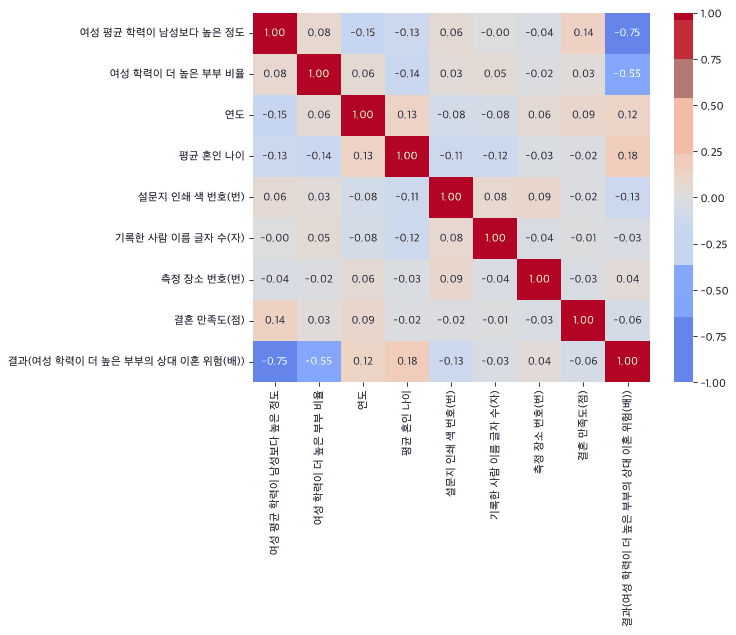 여성 평균 학력이 남성보다 높은 정도 1.00 0.08 -0.15 -0.13 0.06 -0.00 -0.04 0.14 -0.75
여성 학력이 더 높은 부부 비율 0.08 1.00 0.06 -0.14 0.03 0.05 -0.02 0.03 -0.55
연도 -0.15 0.06 1.00 0.13 -0.08 -0.08 0.06 0.09 0.12
평균 혼인 나이 -0.13 -0.14 0.13 1.00 -0.11 -0.12 -0.03 -0.02 0.18
설문지 인쇄 색 번호(번) 0.06 0.03 -0.08 -0.11 1.00 0.08 0.09 -0.02 -0.13
기록한 사람 이름 글자 수(자) -0.00 0.05 -0.08 -0.12 0.08 1.00 -0.04 -0.01 -0.03
측정 장소 번호(번) -0.04 -0.02 0.06 -0.03 0.09 -0.04 1.00 -0.03 0.04
결혼 만족도(점) 0.14 0.03 0.09 -0.02 -0.02 -0.01 -0.03 1.00 -0.06
결과(여성 학력이 더 높은 부부의 상대 이혼 위험(배)) -0.75 -0.55 0.12 0.18 -0.13 -0.03 0.04 -0.06 1.00
여성 평균 학력이 남성보다 높은 정도
여성 학력이 더 높은 부부 비율
연도
평균 혼인 나이
설문지 인쇄 색 번호(번)
기록한 사람 이름 글자 수(자)
측정 장소 번호(번)
결혼 만족도(점)
결과(여성 학력이 더 높은 부부의 상대 이혼 위험(배))
1.00
0.75
0.50
0.25
0.00
-0.25
-0.50
-0.75
-1.00